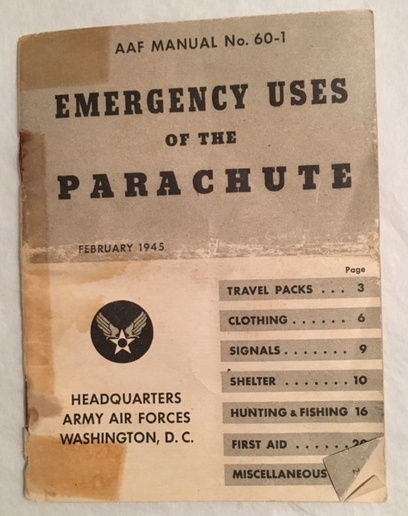 AAF MANUAL No. 60-1
EMERGENCY USES
OF THE
PARACHUTE
FEBRUARY 1945
Page
TRAVEL PACKS ... 3
CLOTHING...... 6
SIGNALS....... 9
SHELTER ....... 10
HUNTING & FISHING 16
FIRST AID .....20
MISCELLANEOUS
HEADQUARTERS
ARMY AIR FORCES
WASHINGTON, D. C.